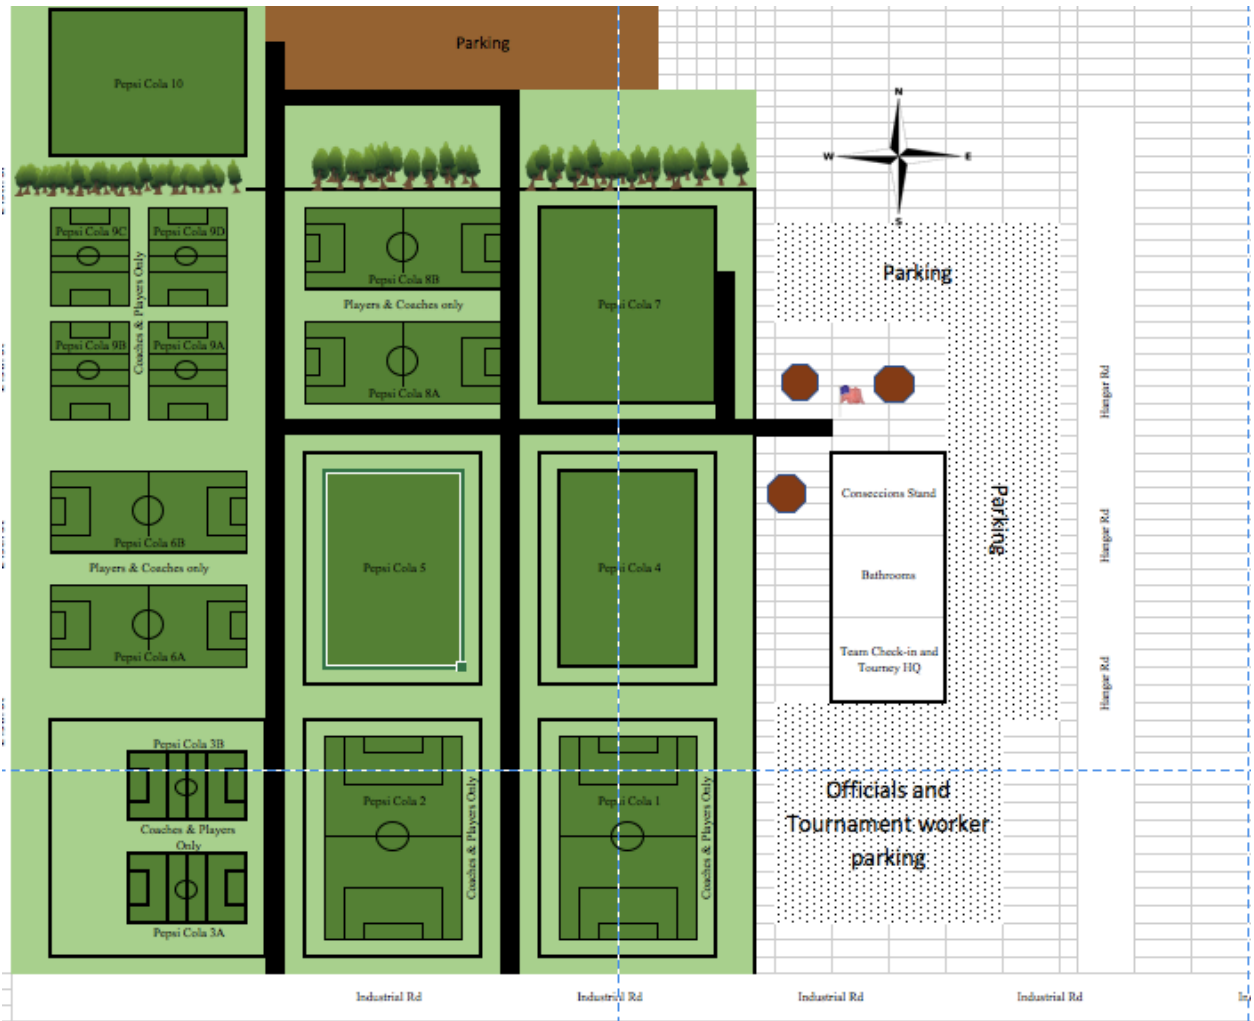 Parking
Pepsi Cola 10
N
W
E
S
Pepsi Cola 9C
Pepsi Cola 9D
Coaches & Players Only
Pepsi Cola 9B
Pepsi Cola 9A
Pepsi Cola 8B
Players & Coaches only
Pepsi Cola 8A
Pepsi Cola 7
Parking
Hangar Rd
Parking
Hangar Rd
Hangar Rd
Conseccions Stand
Bathrooms
Team Check-in and
Tourney HQ
Pepsi Cola 6B
Players & Coaches only
Pepsi Cola 6A
Pepsi Cola 5
Pepsi Cola 4
Pepsi Cola 3B
Coaches & Players
Only
Pepsi Cola 3A
Pepsi Cola 2
Coaches & Players Only
Pepsi Cola 1
Coaches & Players Only
Officials and
Tournament worker
parking
Industrial Rd
Industrial Rd
Industrial Rd
Industrial Rd